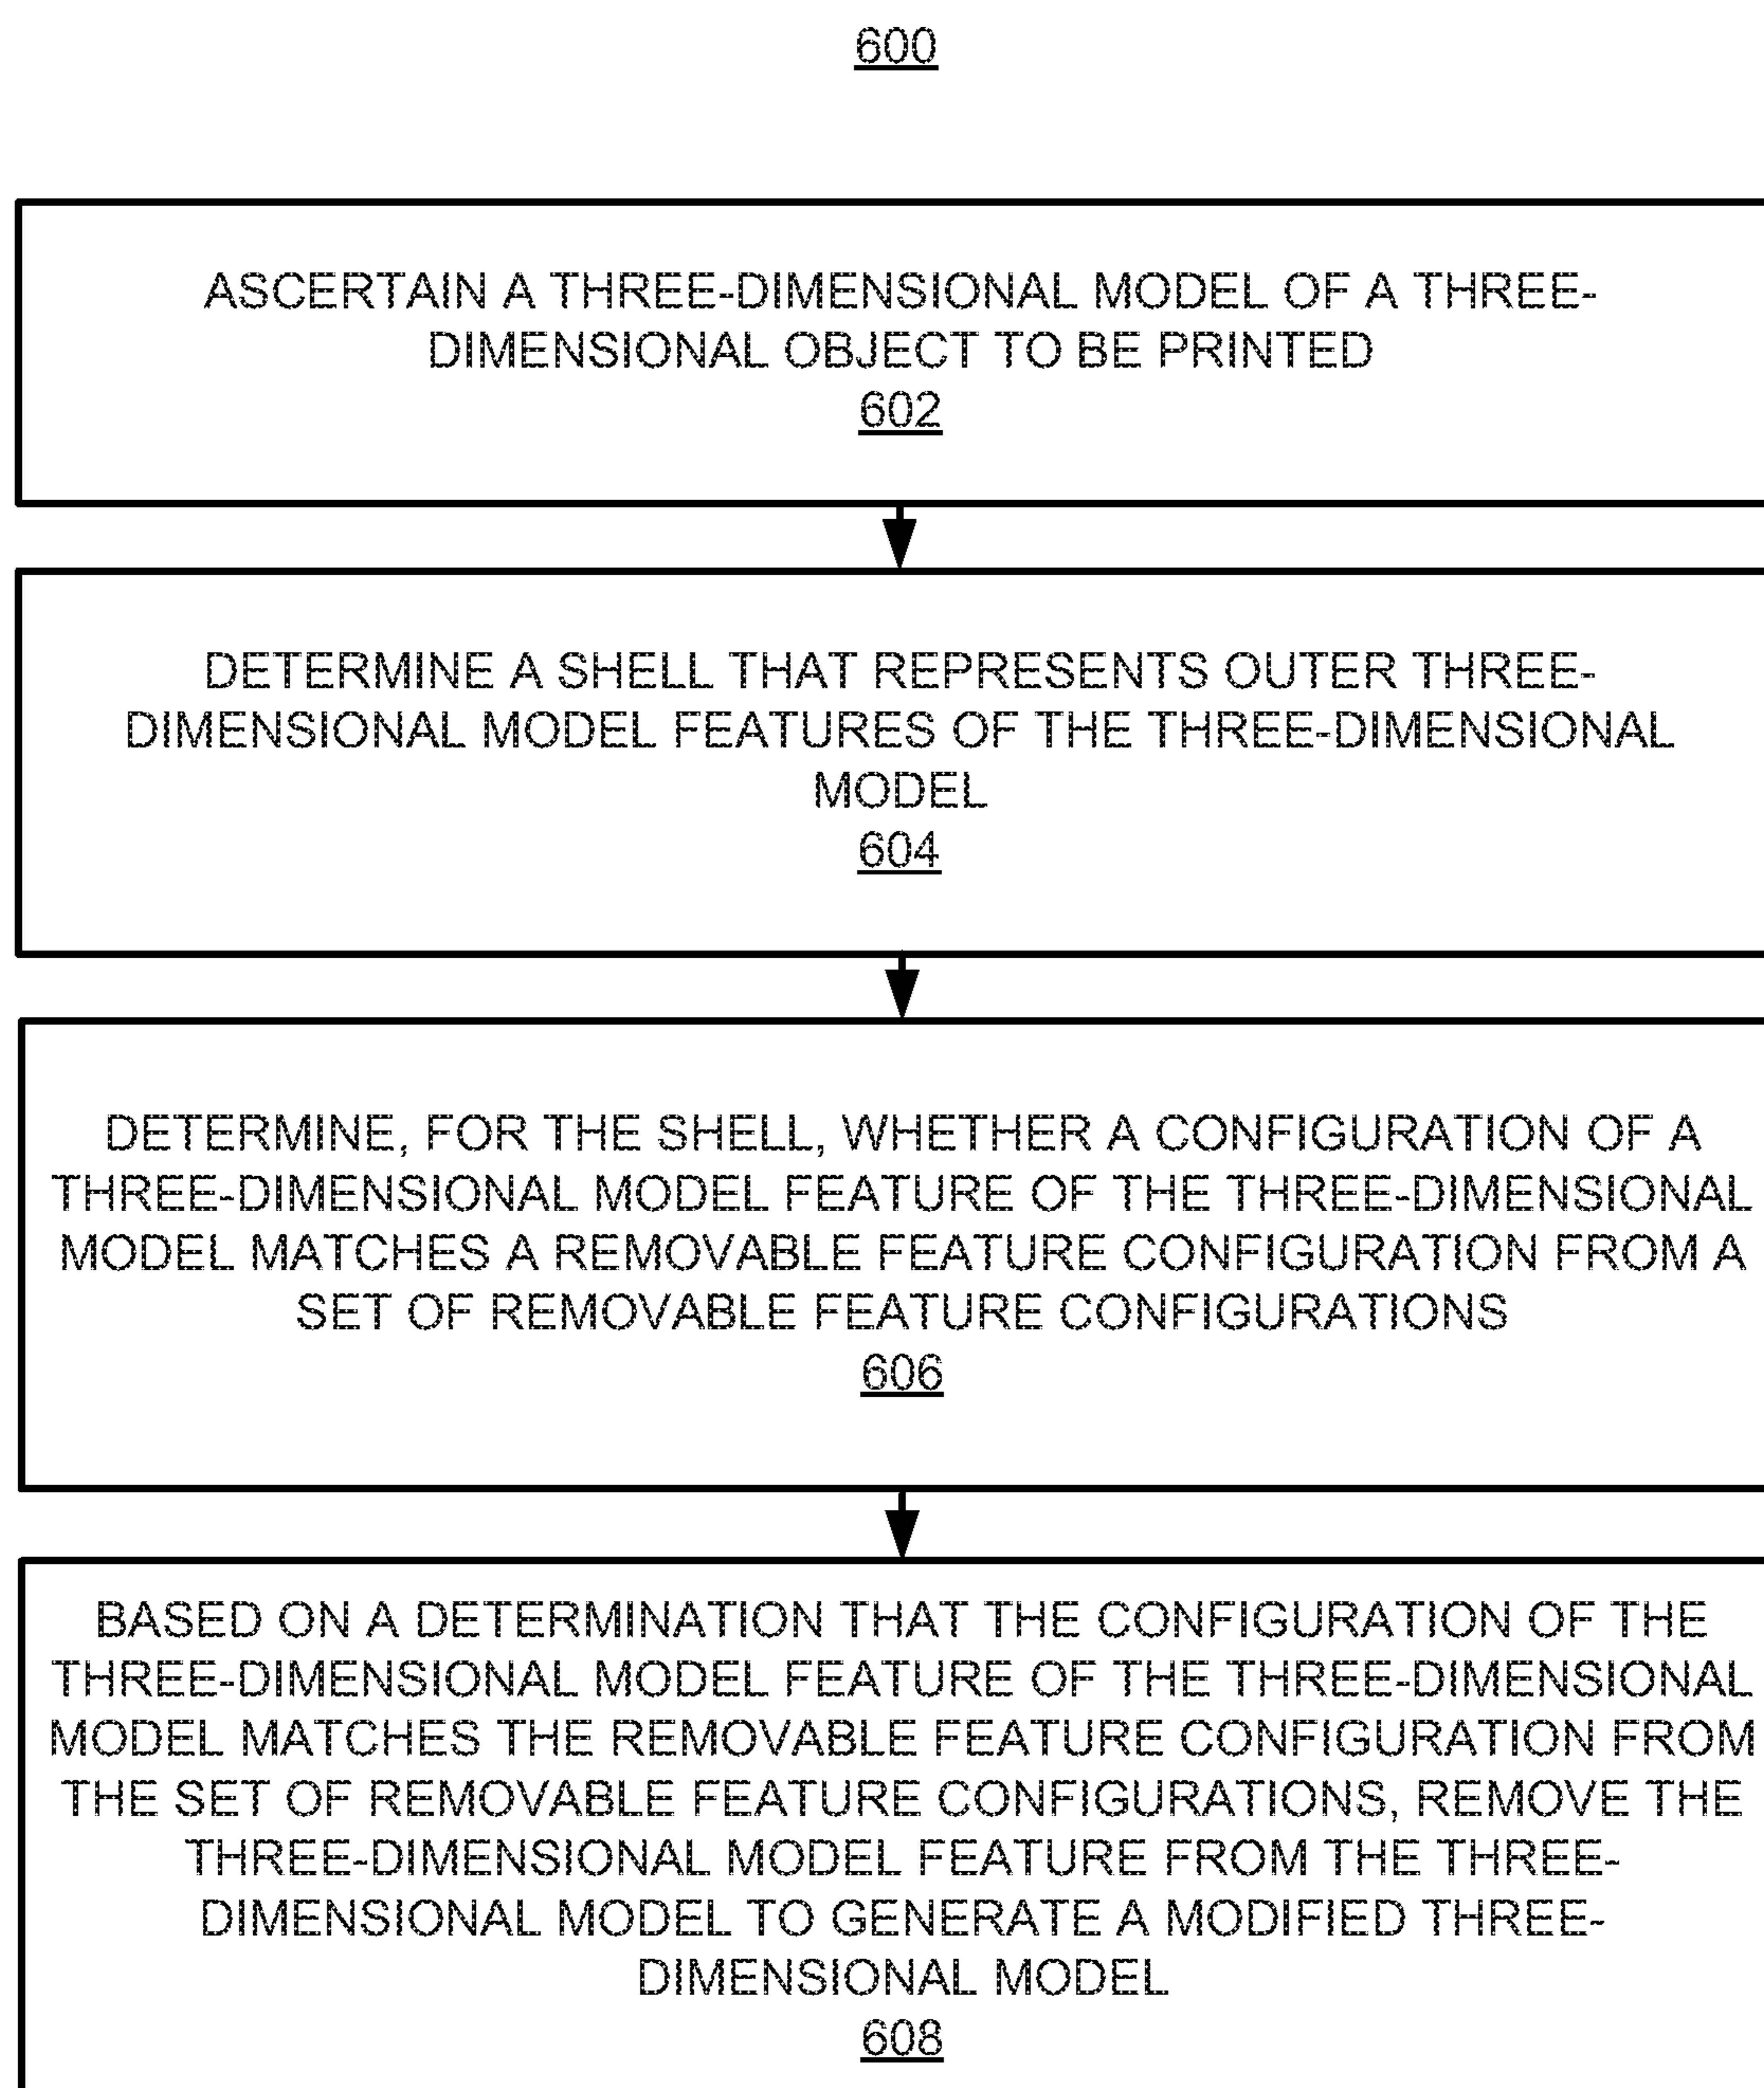 600
ASCERTAIN A THREE-DIMENSIONAL MODEL OF A THREE-
DIMENSIONAL OBJECT TO BE PRINTED
602
DETERMINE A SHELL THAT REPRESENTS OUTER THREE-
DIMENSIONAL MODEL FEATURES OF THE THREE-DIMENSIONAL
MODEL
604
DETERMINE, FOR THE SHELL, WHETHER A CONFIGURATION OF A
THREE-DIMENSIONAL MODEL FEATURE OF THE THREE-DIMENSIONAL
MODEL MATCHES A REMOVABLE FEATURE CONFIGURATION FROM A
SET OF REMOVABLE FEATURE CONFIGURATIONS
606
BASED ON A DETERMINATION THAT THE CONFIGURATION OF THE
THREE-DIMENSIONAL MODEL FEATURE OF THE THREE-DIMENSIONAL
MODEL MATCHES THE REMOVABLE FEATURE CONFIGURATION FROM
THE SET OF REMOVABLE FEATURE CONFIGURATIONS, REMOVE THE
THREE-DIMENSIONAL MODEL FEATURE FROM THE THREE-
DIMENSIONAL MODEL TO GENERATE A MODIFIED THREE-
DIMENSIONAL MODEL
608